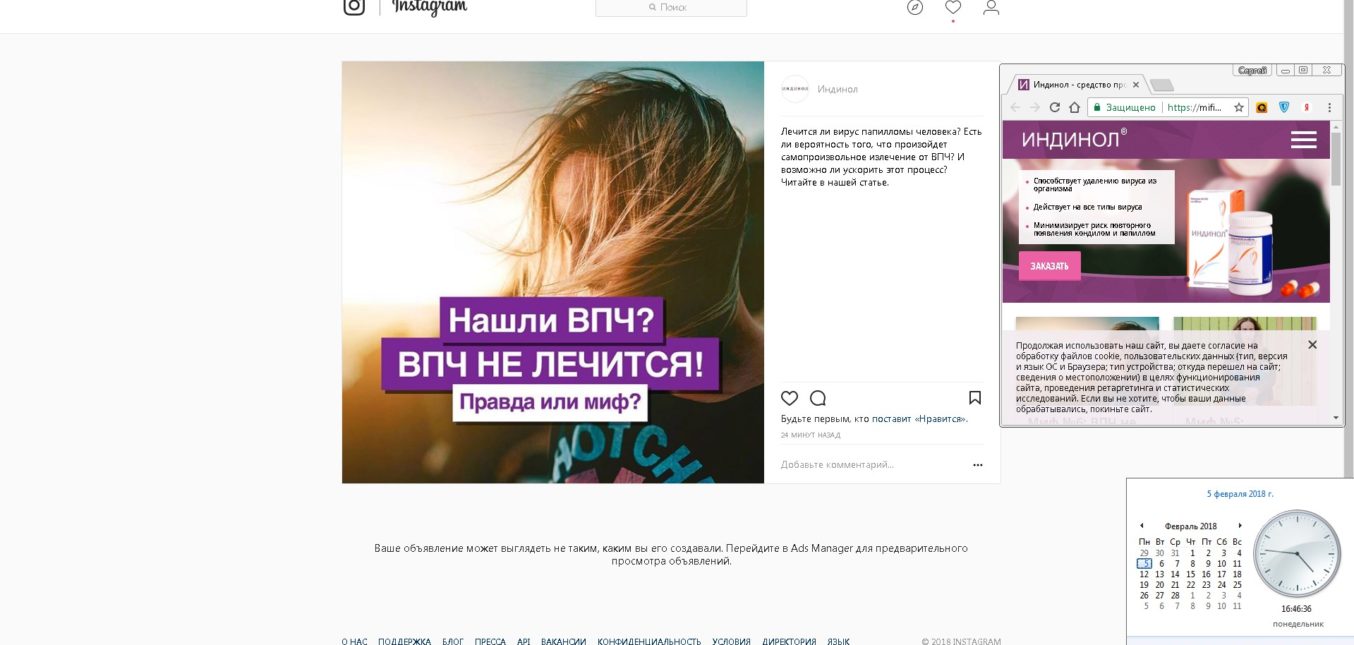 Instagram
Поиск
Нашли ВПЧ?
ВПЧ НЕ ЛЕЧИТСЯ!
Правда или миф?
ИНДИНОЛ
Индинол
Лечится ли вирус папилломы человека? Есть
ли вероятность того, что произойдет
самопроизвольное излечение от ВПЧ? И
возможно ли ускорить этот процесс?
Читайте в нашей статье.
Будьте первым, кто поставит «Нравится».
24 МИНУТ НАЗАД
Добавьте комментарий...
Ваше объявление может выглядеть не таким, каким вы его создавали. Перейдите в Ads Manager для предварительного
просмотра объявлений.
О НАС ПОДДЕРЖКА БЛОГ ПРЕССА API ВАКАНСИИ КОНФИДЕНЦИАЛЬНОСТЬ УСЛОВИЯ ДИРЕКТОРИЯ ЯЗЫК
© 2018 INSTAGRAM
Сергей
Индинол - средство про
Защищено https://mifi...
ИНДИНОЛ®
Способствует удалению вируса из
организма
Действует на все типы вируса
Минимизирует риск повторного
появления кондилом и папиллом
ЗАКАЗАТЬ
ИНДИНОЛ
Продолжая использовать наш сайт, вы даете согласие на
обработку файлов cookie, пользовательских данных (тип, версия
и язык ОС и Браузера; тип устройства; откуда перешел на сайт;
сведения о местоположении) в целях функционирования
сайта, проведения ретаргетинга и статистических
исследований. Если вы не хотите, чтобы ваши данные
обрабатывались, покиньте сайт.
Миф №6: ВПЧ не
Миф №5:
5 февраля 2018 г.
Февраль 2018
Пн Вт Ср Чт Пт Сб Вс
29 30 31 1 2 3 4
5 6 7 8 9 10 11
12 13 14 15 16 17 18
19 20 21 22 23 24 25
26 27 28 1 2 3 4
5 6 7 8 9 10 11
16:46:36
понедельник